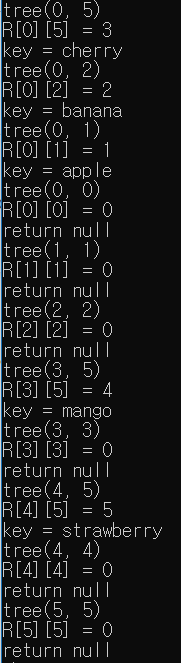 tree(0, 5)
R[0][5] = 3
key = cherry
tree(0, 2)
R[0][2] = 2
key = banana
tree(0, 1)
R[0][1] = 1
key = apple
tree(0, 0)
R[0][0] = 0
return null
tree(1, 1)
R[1][1] = 0
return null
tree(2, 2)
R[2][2] = 0
return null
tree(3, 5)
R[3][5] = 4
key = mango
tree(3, 3)
R[3][3] = 0
return null
tree(4, 5)
R[4][5] = 5
key = strawberry
tree(4, 4)
R[4][4] = 0
return null
tree(5, 5)
R[5][5] = 0
return null